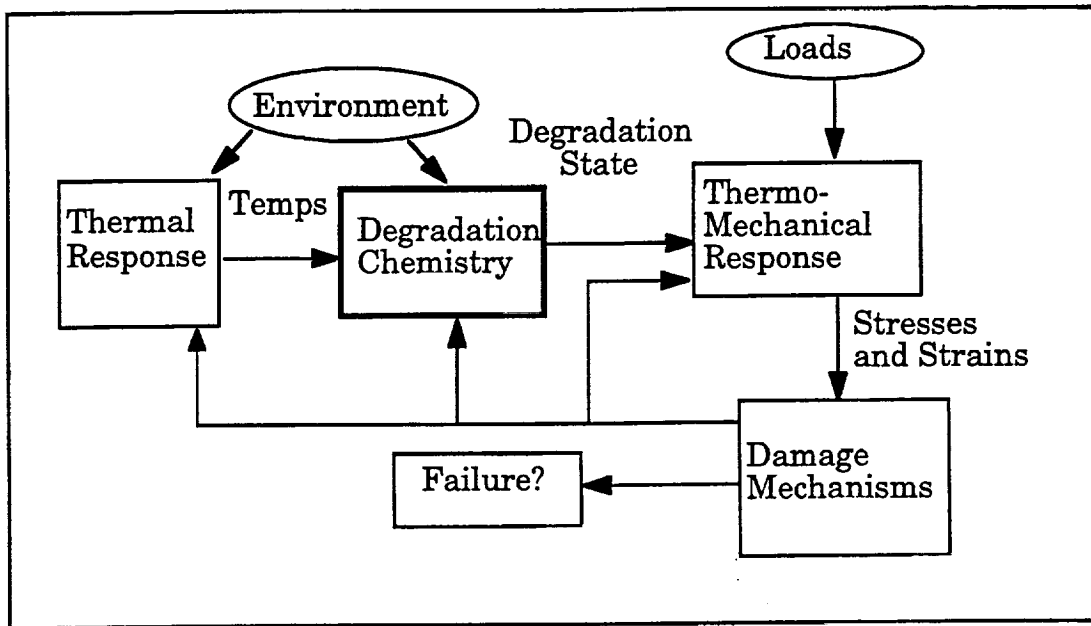 Loads
Environment
Degradation
State
Thermal
Response
Temps
Degradation
Chemistry
Thermo-
Mechanical
Response
Stresses
and Strains
Failure?
Damage
Mechanisms